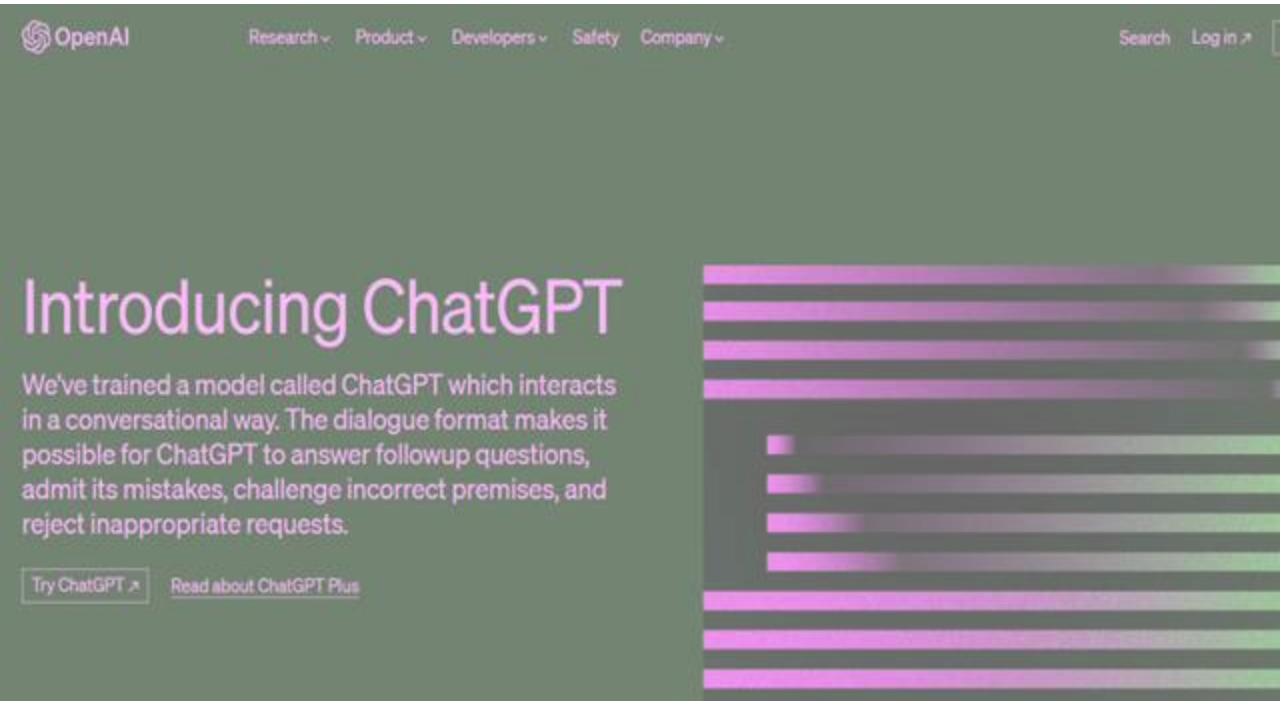 OpenAI
Research Product Developers Safety Company
Search Log in ↗
Introducing ChatGPT
We've trained a model called ChatGPT which interacts
in a conversational way. The dialogue format makes it
possible for ChatGPT to answer followup questions,
admit its mistakes, challenge incorrect premises, and
reject inappropriate requests.
Try ChatGPT ↗ Read about ChatGPT Plus